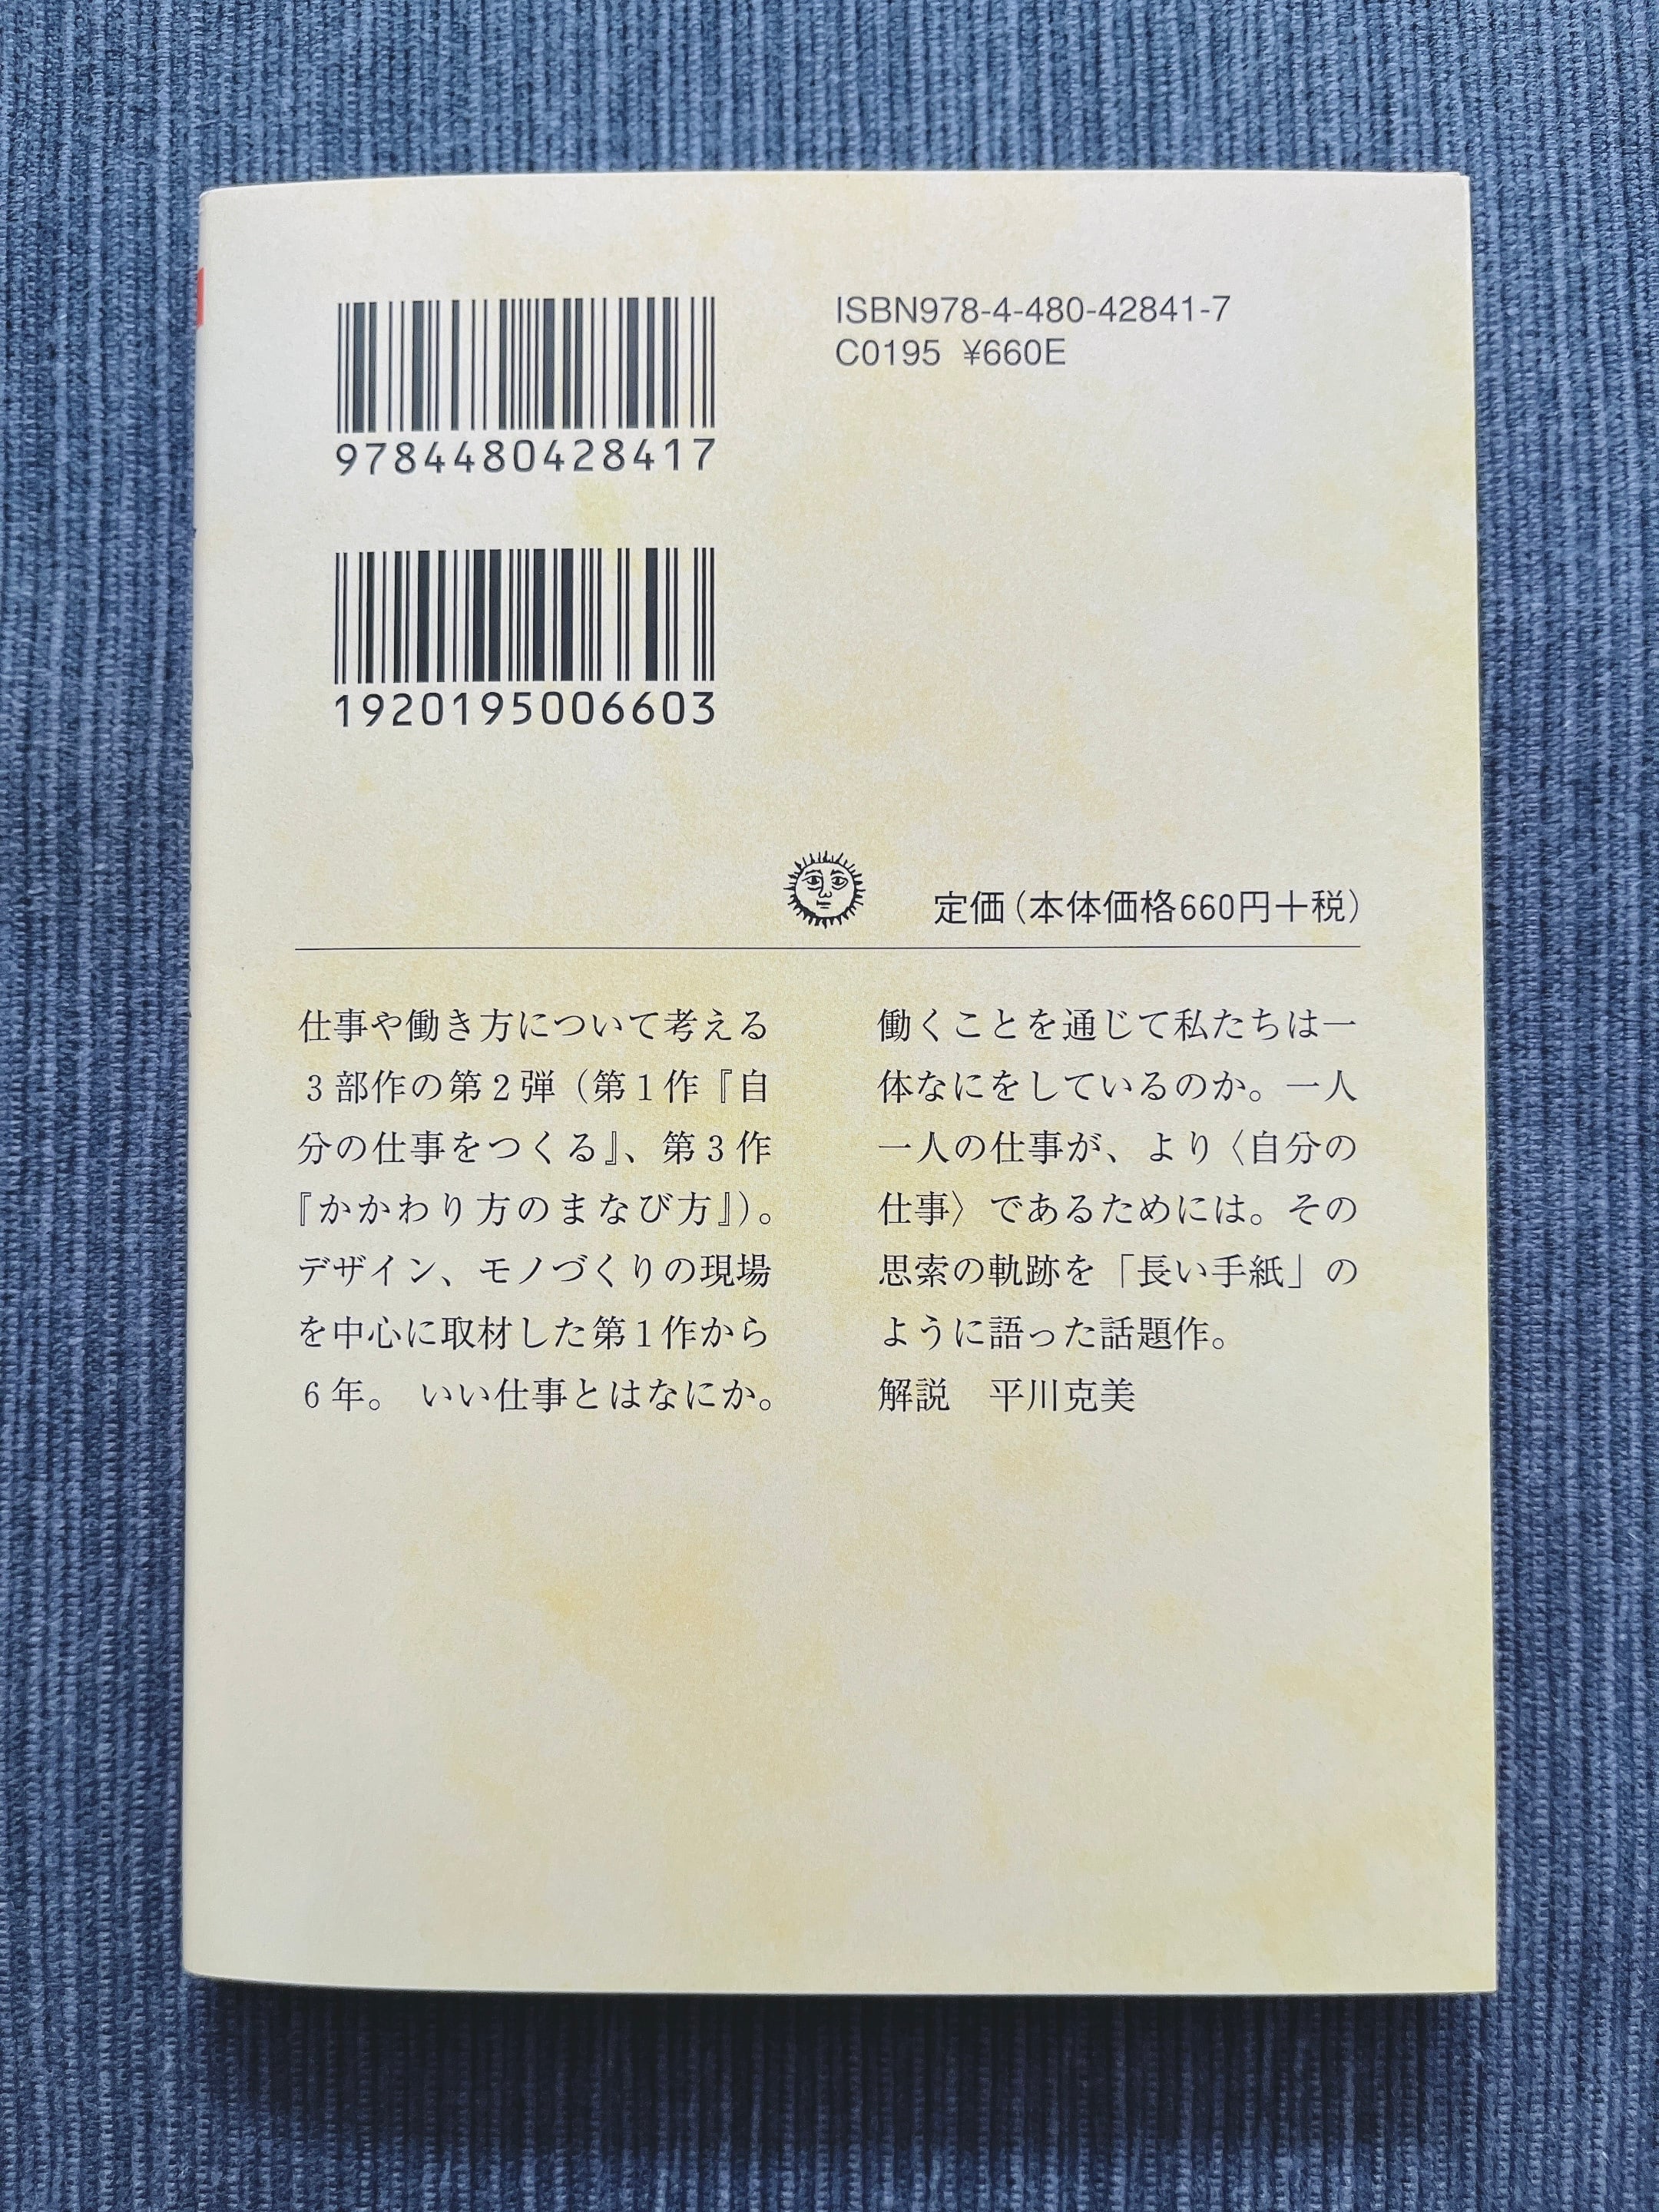 9784480428417
ISBN978-4-480-42841-7
C0195 ¥660E
1920195006603
定価(本体価格660円+税)
仕事や働き方について考える
3部作の第2弾(第1作『自
分の仕事をつくる』、第3作
『かかわり方のまなび方』)。
デザイン、モノづくりの現場
を中心に取材した第1作から
6年。 いい仕事とはなにか。
働くことを通じて私たちは一
体なにをしているのか。一人
一人の仕事が、より〈自分の
仕事〉であるためには。その
思索の軌跡を「長い手紙」の
ように語った話題作。
解説　平川克美